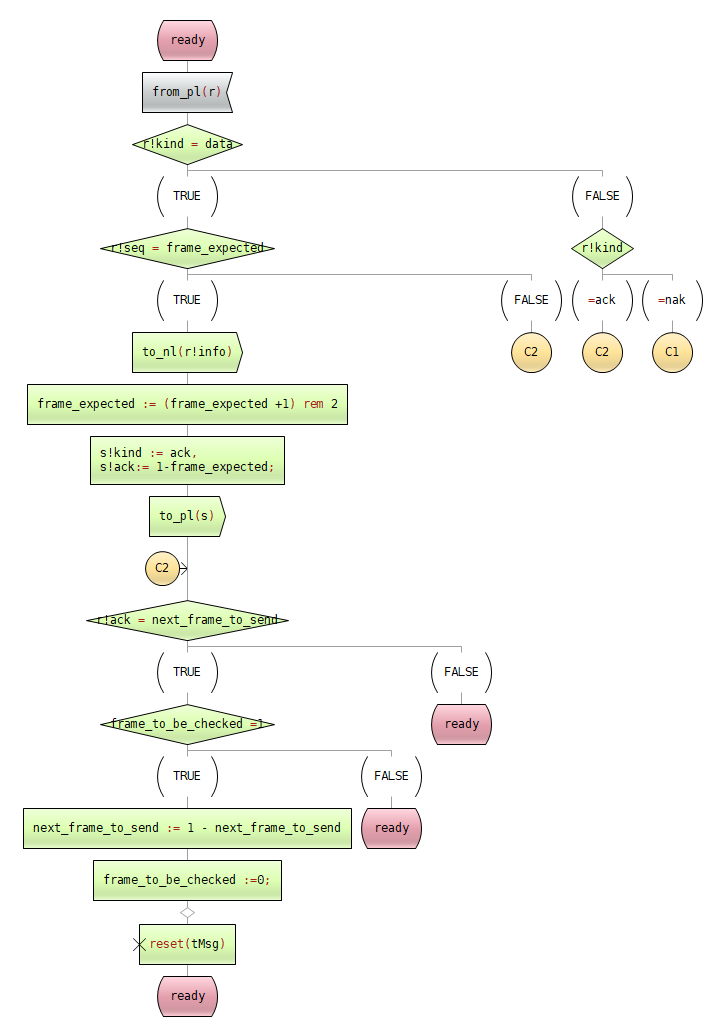 ready
from_pl(r)
r!kind = data
TRUE
FALSE
r!seq = frame_expected
r!kind
TRUE
FALSE
=ack
=nak
to_nl(r!info)
C2
C2
C1
frame_expected := (frame_expected +1) rem 2
s!kind := ack,
s!ack:= 1-frame_expected;
to_pl(s)
C2
r!ack = next_frame_to_send
TRUE
FALSE
frame_to_be_checked =1
ready
TRUE
FALSE
next_frame_to_send := 1 - next_frame_to_send
ready
frame_to_be_checked :=0;
reset(tMsg)
ready